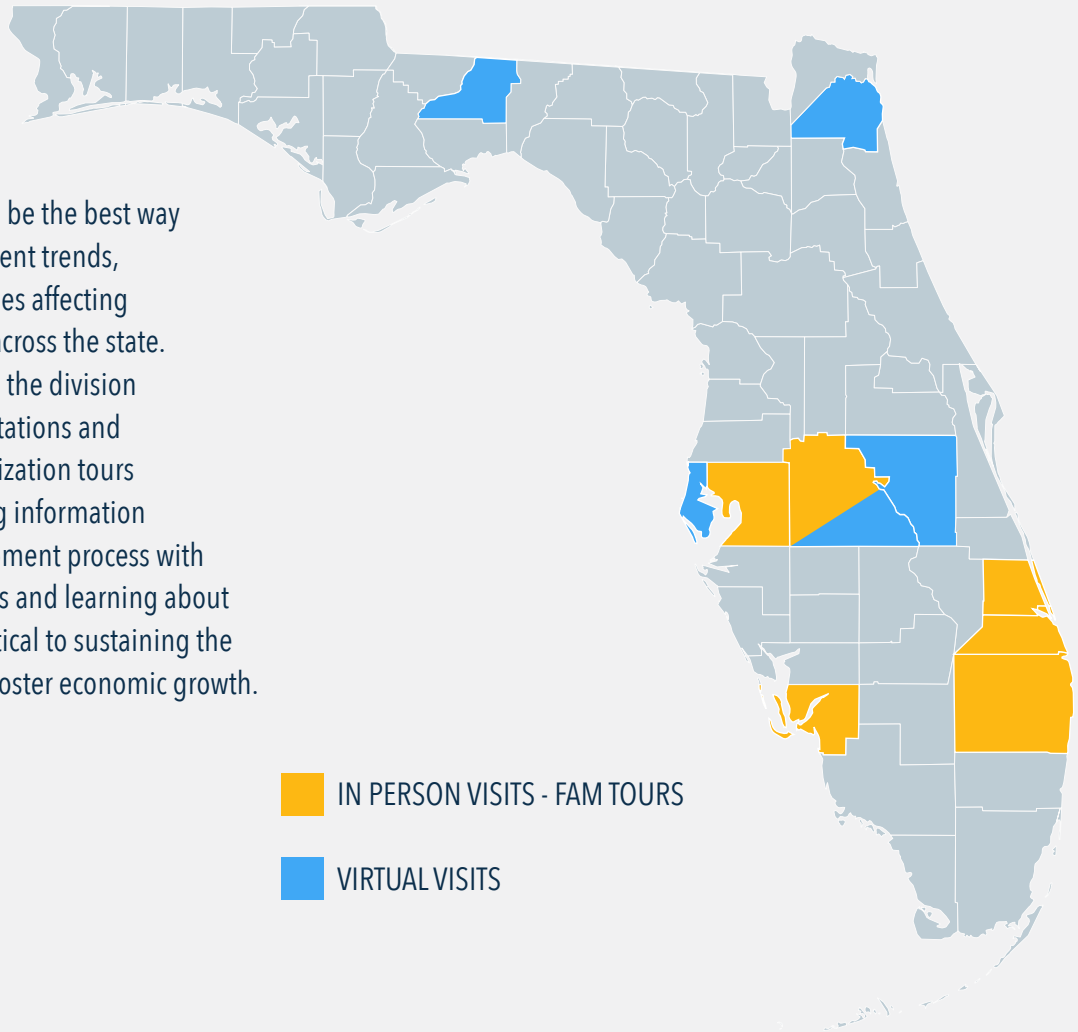 be the best way
ent trends,
es affecting
across the state.
the division
tations and
ization tours
g information
ment process with
s and learning about
tical to sustaining the
oster economic growth.
IN PERSON VISITS - FAM TOURS
VIRTUAL VISITS